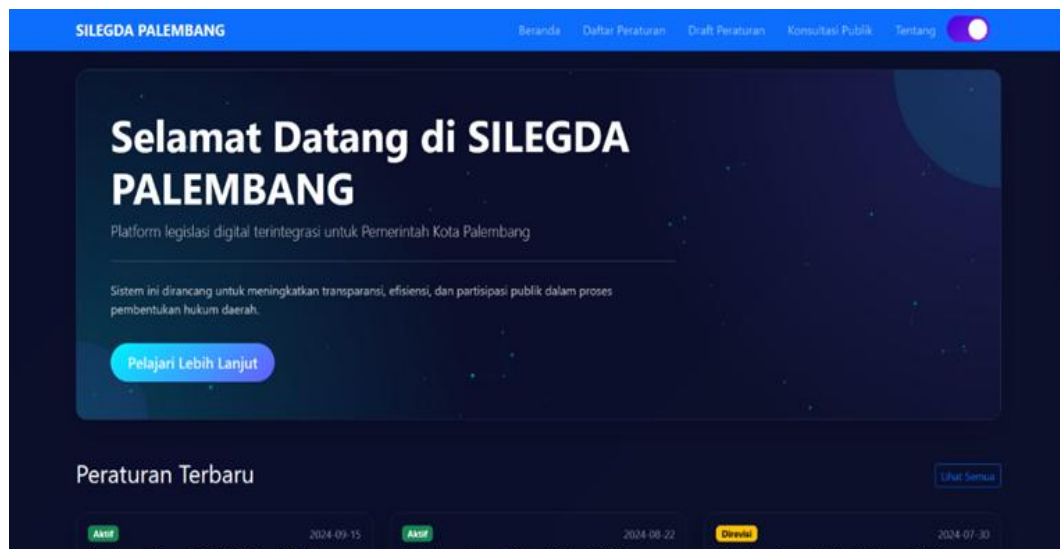 SILEGDA PALEMBANG
Beranda Daftar Peraturan Draft Peraturan Konsultasi Publik Tentang
Selamat Datang di SILEGDA
PALEMBANG
Platform legislasi digital terintegrasi untuk Pemerintah Kota Palembang
Sistem ini dirancang untuk meningkatkan transparansi, efisiensi, dan partisipasi publik dalam proses
pembentukan hukum daerah.
Pelajari Lebih Lanjut
Peraturan Terbaru
Lihat Semua
Aktif 2024-09-15
Aktif 2024-08-22
Direvisi 2024-07-30